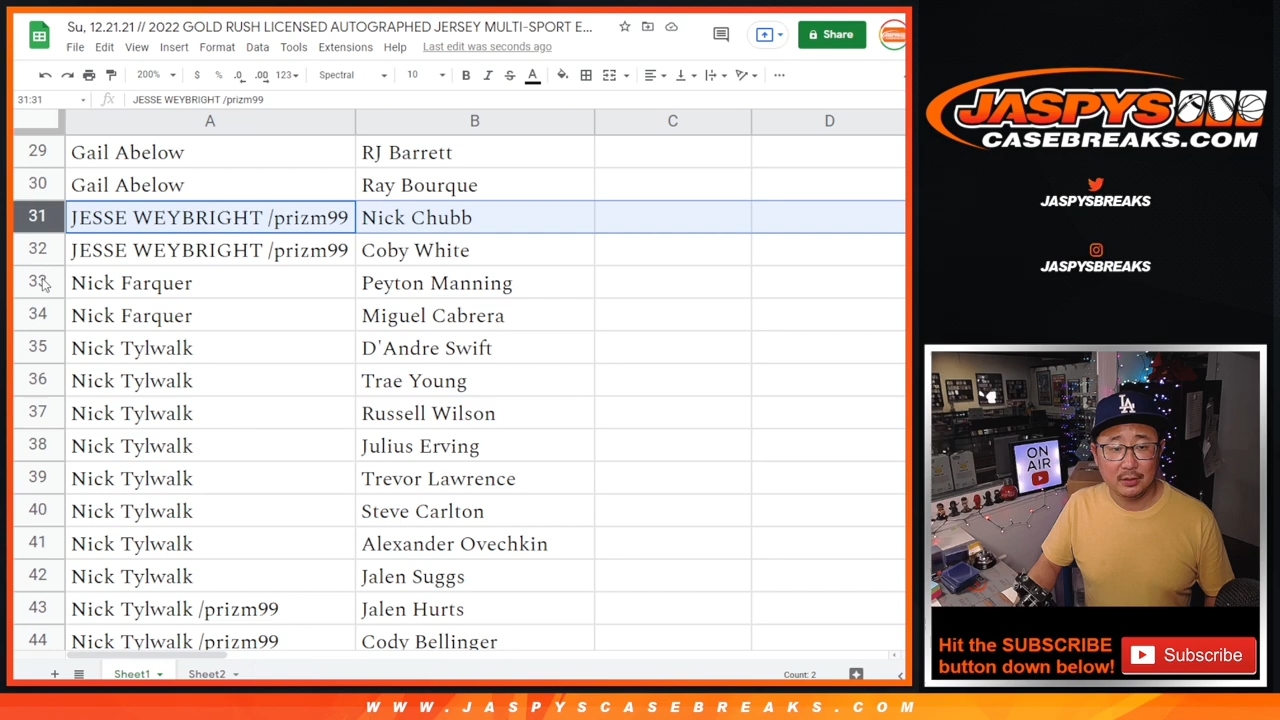 Su, 12.21.21 // 2022 GOLD RUSH LICENSED AUTOGRAPHED JERSEY MULTI-SPORT E...
File Edit View Insert Format Data Tools Extensions Help Last edit was seconds ago
Share
200% $ % .0 .00 123 Spectral 10 B I S A
31:31 fx JESSE WEYBRIGHT /prizm99
A B C D
29 Gail Abelow RJ Barrett
30 Gail Abelow Ray Bourque
31 JESSE WEYBRIGHT /prizm99 Nick Chubb
32 JESSE WEYBRIGHT /prizm99 Coby White
33 Nick Farquer Peyton Manning
34 Nick Farquer Miguel Cabrera
35 Nick Tylwalk D'Andre Swift
36 Nick Tylwalk Trae Young
37 Nick Tylwalk Russell Wilson
38 Nick Tylwalk Julius Erving
39 Nick Tylwalk Trevor Lawrence
40 Nick Tylwalk Steve Carlton
41 Nick Tylwalk Alexander Ovechkin
42 Nick Tylwalk Jalen Suggs
43 Nick Tylwalk /prizm99 Jalen Hurts
44 Nick Tylwalk /prizm99 Cody Bellinger
Sheet1 Sheet2 Count: 2
JASPYS
CASEBREAKS.COM
JASPYSBREAKS
JASPYSBREAKS
LA
ON
AIR
Hit the SUBSCRIBE
button down below!
Subscribe
WWW.JASPYSCASEBREAKS.COM